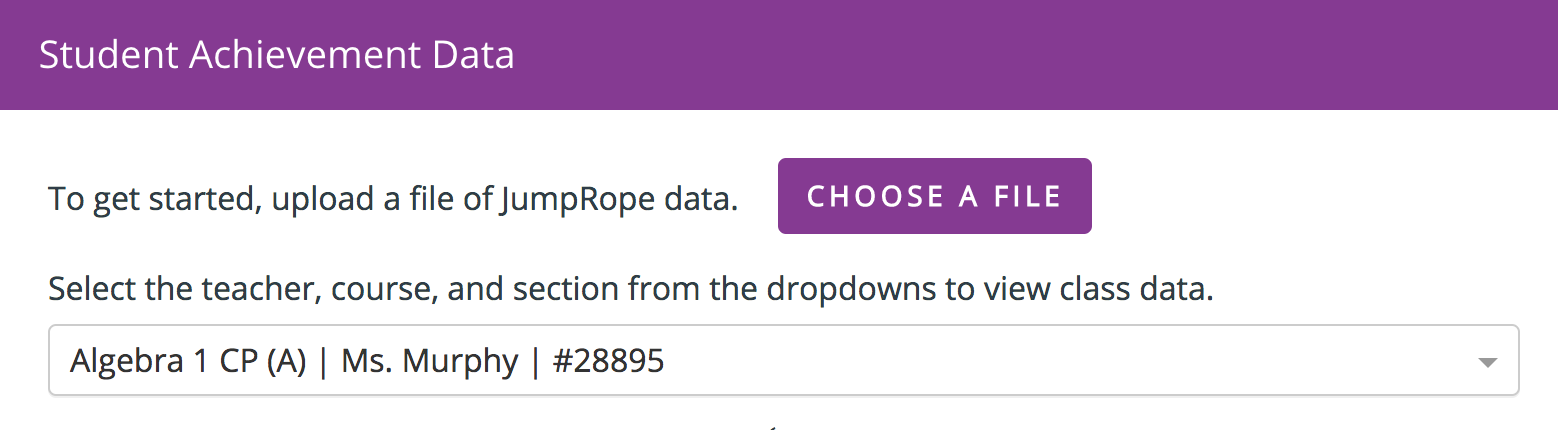 Student Achievement Data
To get started, upload a file of JumpRope data. CHOOSE A FILE
Select the teacher, course, and section from the dropdowns to view class data.
Algebra 1 CP (A) | Ms. Murphy | #28895